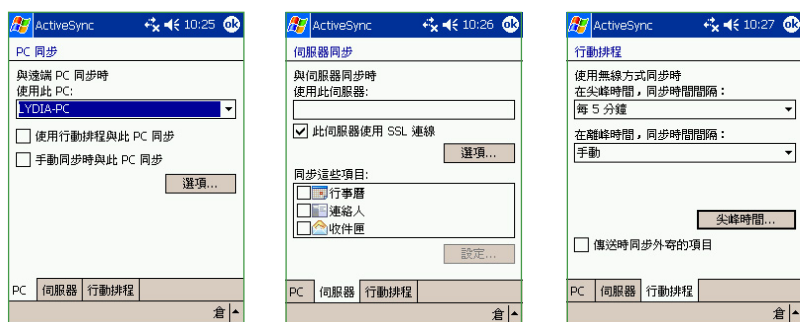 ActiveSync 10:25 ok
PC 同步
與遠端 PC 同步時
使用此 PC:
LYDIA-PC
使用行動排程與此 PC 同步
手動同步時與此 PC 同步
選項...
PC 伺服器 行動排程
倉
ActiveSync 10:26 ok
伺服器同步
與伺服器同步時
使用此伺服器:
此伺服器使用 SSL 連線
選項...
同步這些項目:
行事曆
連絡人
收件匣
設定...
PC 伺服器 行動排程
倉
ActiveSync 10:27 ok
行動排程
使用無線方式同步時
在尖峰時間，同步時間間隔：
每 5 分鐘
在離峰時間，同步時間間隔：
手動
尖峰時間...
傳送時同步外寄的項目
PC 伺服器 行動排程
倉